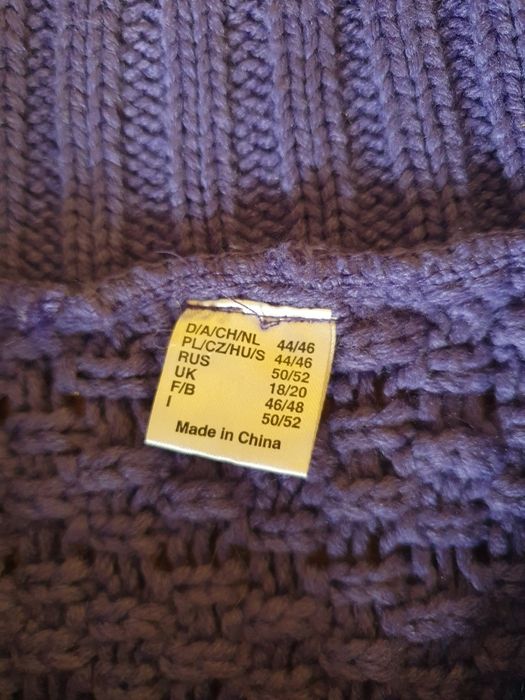 D/A/CH/NL 44/46
PL/CZ/HU/S 44/46
RUS 50/52
UK 18/20
F/B 46/48
I 50/52
Made in China